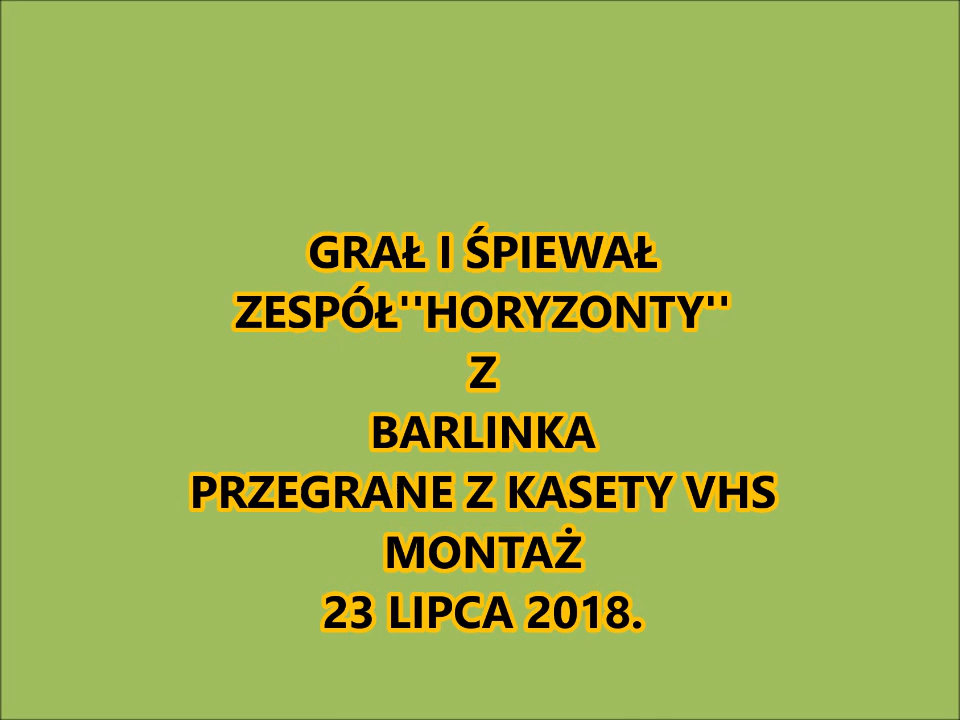 GRAŁ I ŚPIEWAŁ
ZESPÓŁ''HORYZONTY''
Z
BARLINKA
PRZEGRANE Z KASETY VHS
MONTAŻ
23 LIPCA 2018.